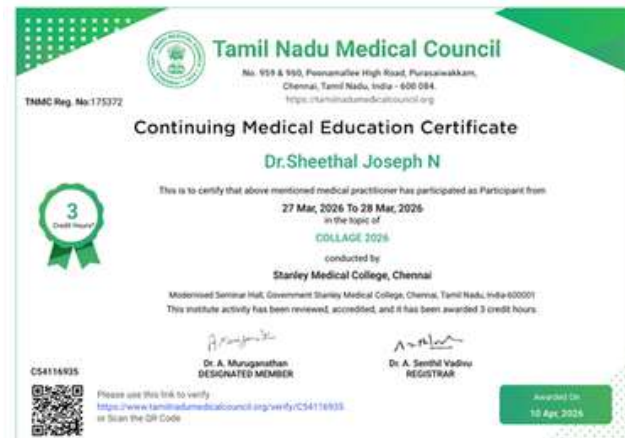 Tamil Nadu Medical Council
No. 959 & 960, Poonamallee High Road, Purasaiwakkam,
Chennai, Tamil Nadu, India - 600 084.
https://tamilnadumedicalcouncil.org
TNMC Reg. No:175372
Continuing Medical Education Certificate
Dr.Sheethal Joseph N
This is to certify that above mentioned medical practitioner has participated as Participant from
27 Mar, 2026 To 28 Mar, 2026
in the topic of
COLLAGE 2026
3
Credit Hours*
conducted by
Stanley Medical College, Chennai
Modernised Seminar Hall, Government Stanley Medical College, Chennai, Tamil Nadu, India-600001
This institute activity has been reviewed, accredited, and it has been awarded 3 credit hours
Dr. A. Muruganathan
DESIGNATED MEMBER
Dr. A. Senthil Vadivu
REGISTRAR
C54116935
Please use this link to verify
https://www.tamilnadumedicalcouncil.org/verify/C54116935
or Scan the QR Code
Awarded On
10 Apr, 2026